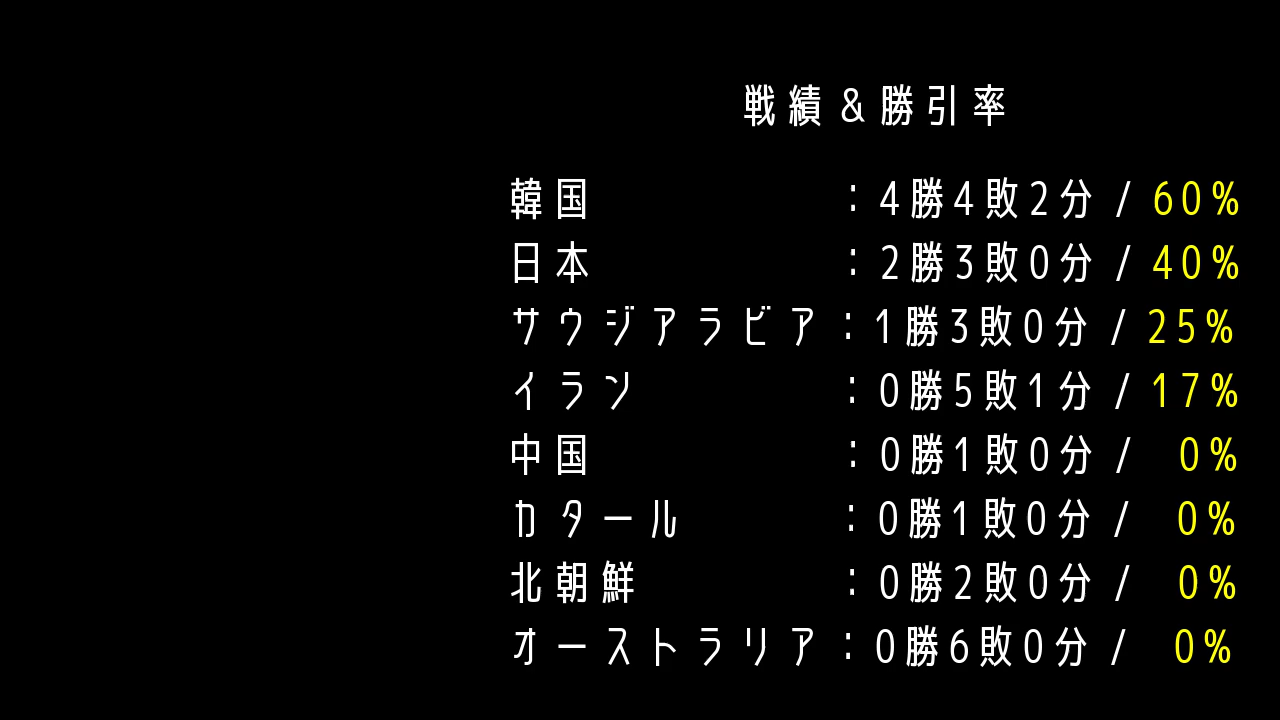 戦績&勝引率
韓国：4勝4敗2分/60%
日本：2勝3敗0分/40%
サウジアラビア：1勝3敗0分/25%
イラン：0勝5敗1分/17%
中国：0勝1敗0分/ 0%
カタール：0勝1敗0分/ 0%
北朝鮮：0勝2敗0分/ 0%
オーストラリア：0勝6敗0分/ 0%